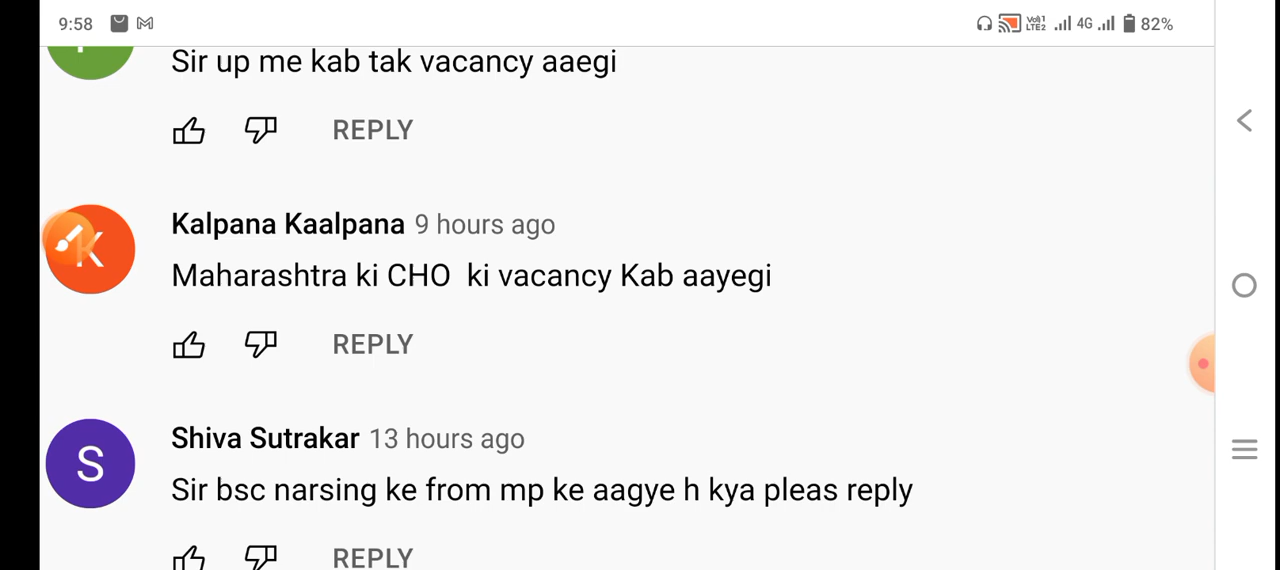 9:58 4G 82%
Sir up me kab tak vacancy aaegi
REPLY
Kalpana Kaalpana 9 hours ago
K
Maharashtra ki CHO ki vacancy Kab aayegi
REPLY
Shiva Sutrakar 13 hours ago
S
Sir bsc narsing ke from mp ke aagye h kya pleas reply
REPLY